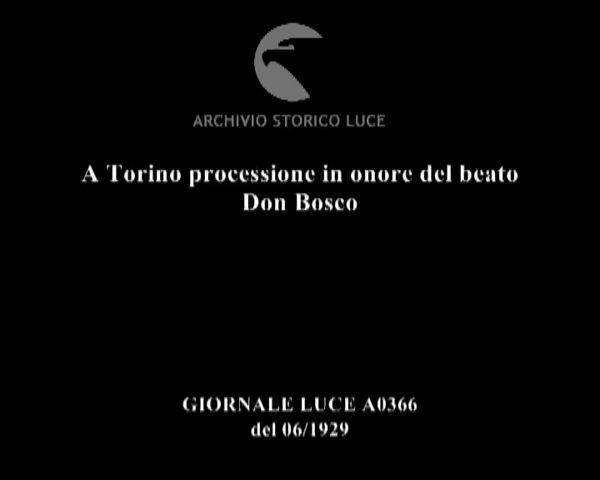 ARCHIVIO STORICO LUCE
A Torino processione in onore del beato
Don Bosco
GIORNALE LUCE A0366
del 06/1929